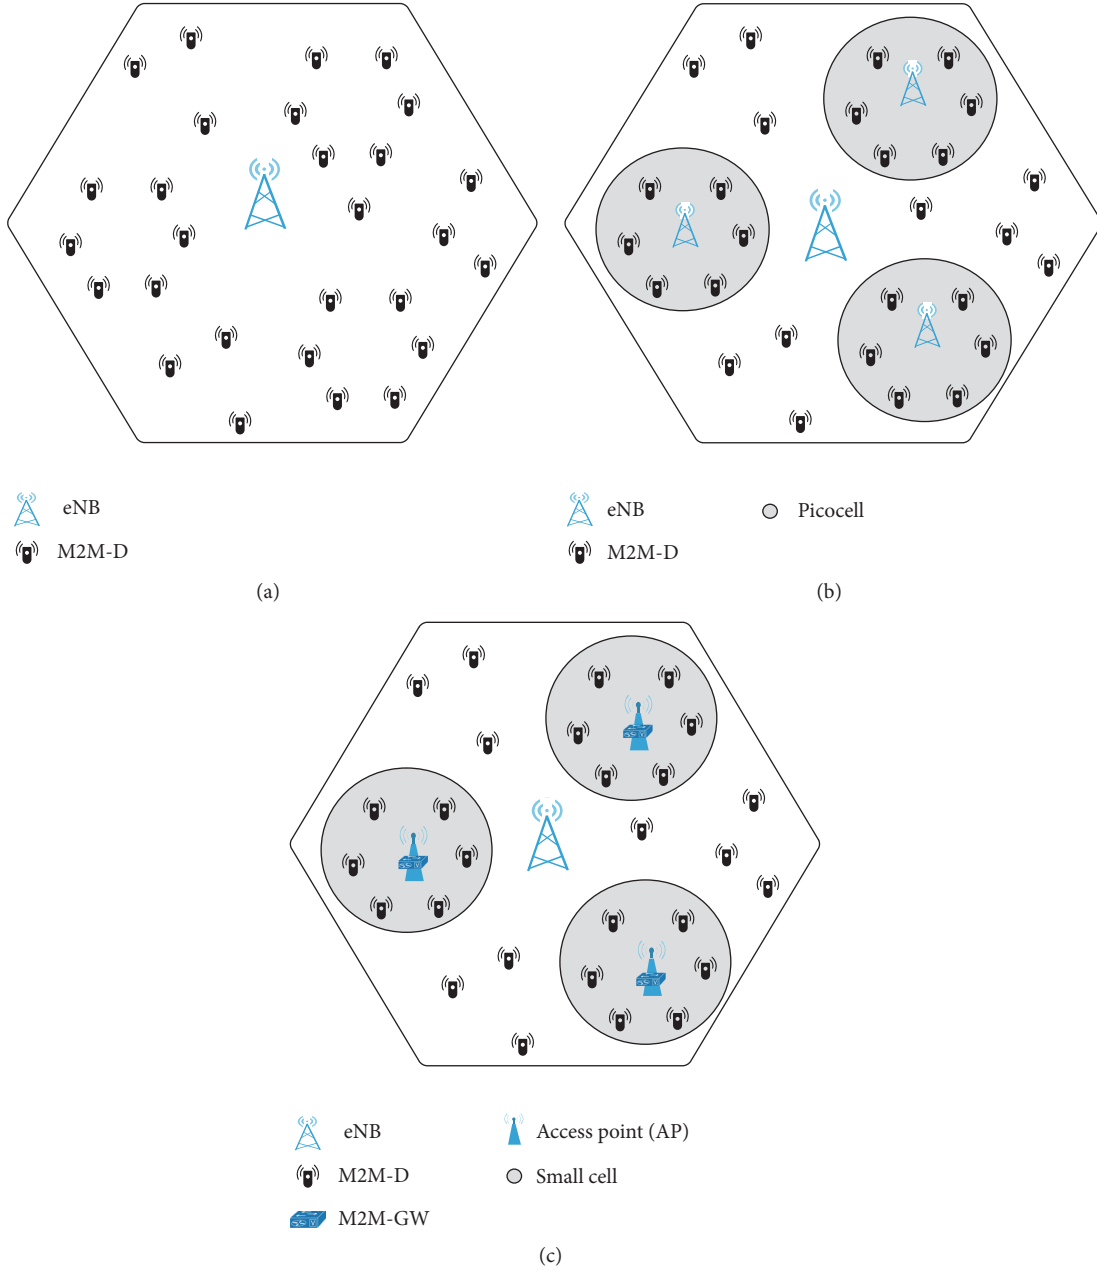 eNB
M2M-D
(a)
eNB
Picocell
M2M-D
(b)
eNB
Access point (AP)
M2M-D
Small cell
M2M-GW
(c)